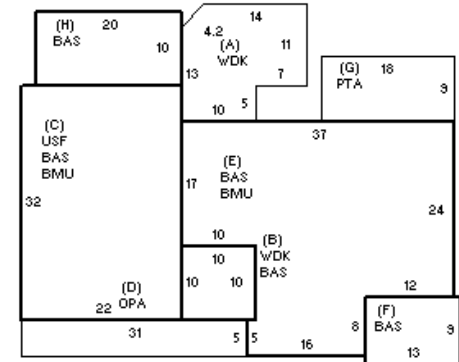 (H) 20
BAS
10
14
4.2
(A)
WDK
11
13
7
10 5
(G) 18
PTA
9
(C)
USF
BAS
BMU
37
(E)
BAS
BMU
17
32
24
10
(B)
WDK
BAS
10
10 10
(D)
22 OPA
12
(F)
BAS
9
31
5 5
16
8
13